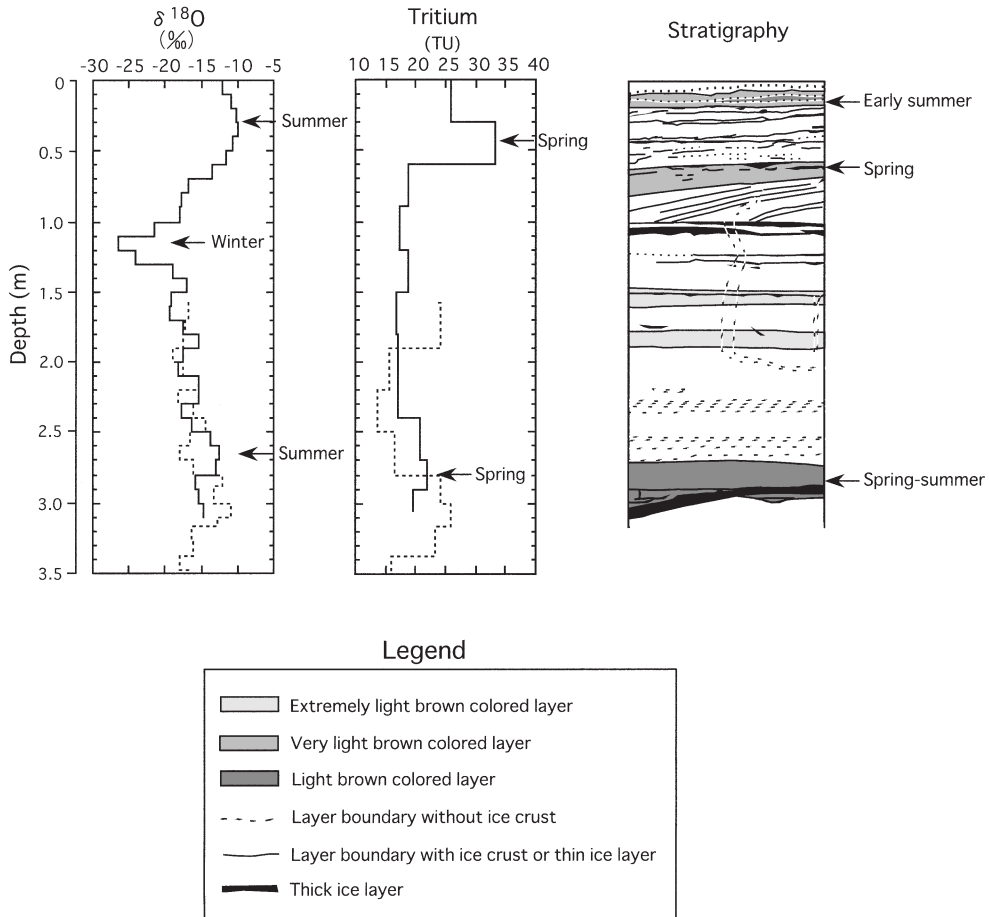 δ 18O
(‰)
-30 -25 -20 -15 -10 -5
Tritium
(TU)
10 15 20 25 30 35 40
Stratigraphy
Depth (m)
0
0.5
1.0
1.5
2.0
2.5
3.0
3.5
Summer
Winter
Summer
Spring
Spring
Early summer
Spring
Spring-summer
Legend
Extremely light brown colored layer
Very light brown colored layer
Light brown colored layer
Layer boundary without ice crust
Layer boundary with ice crust or thin ice layer
Thick ice layer